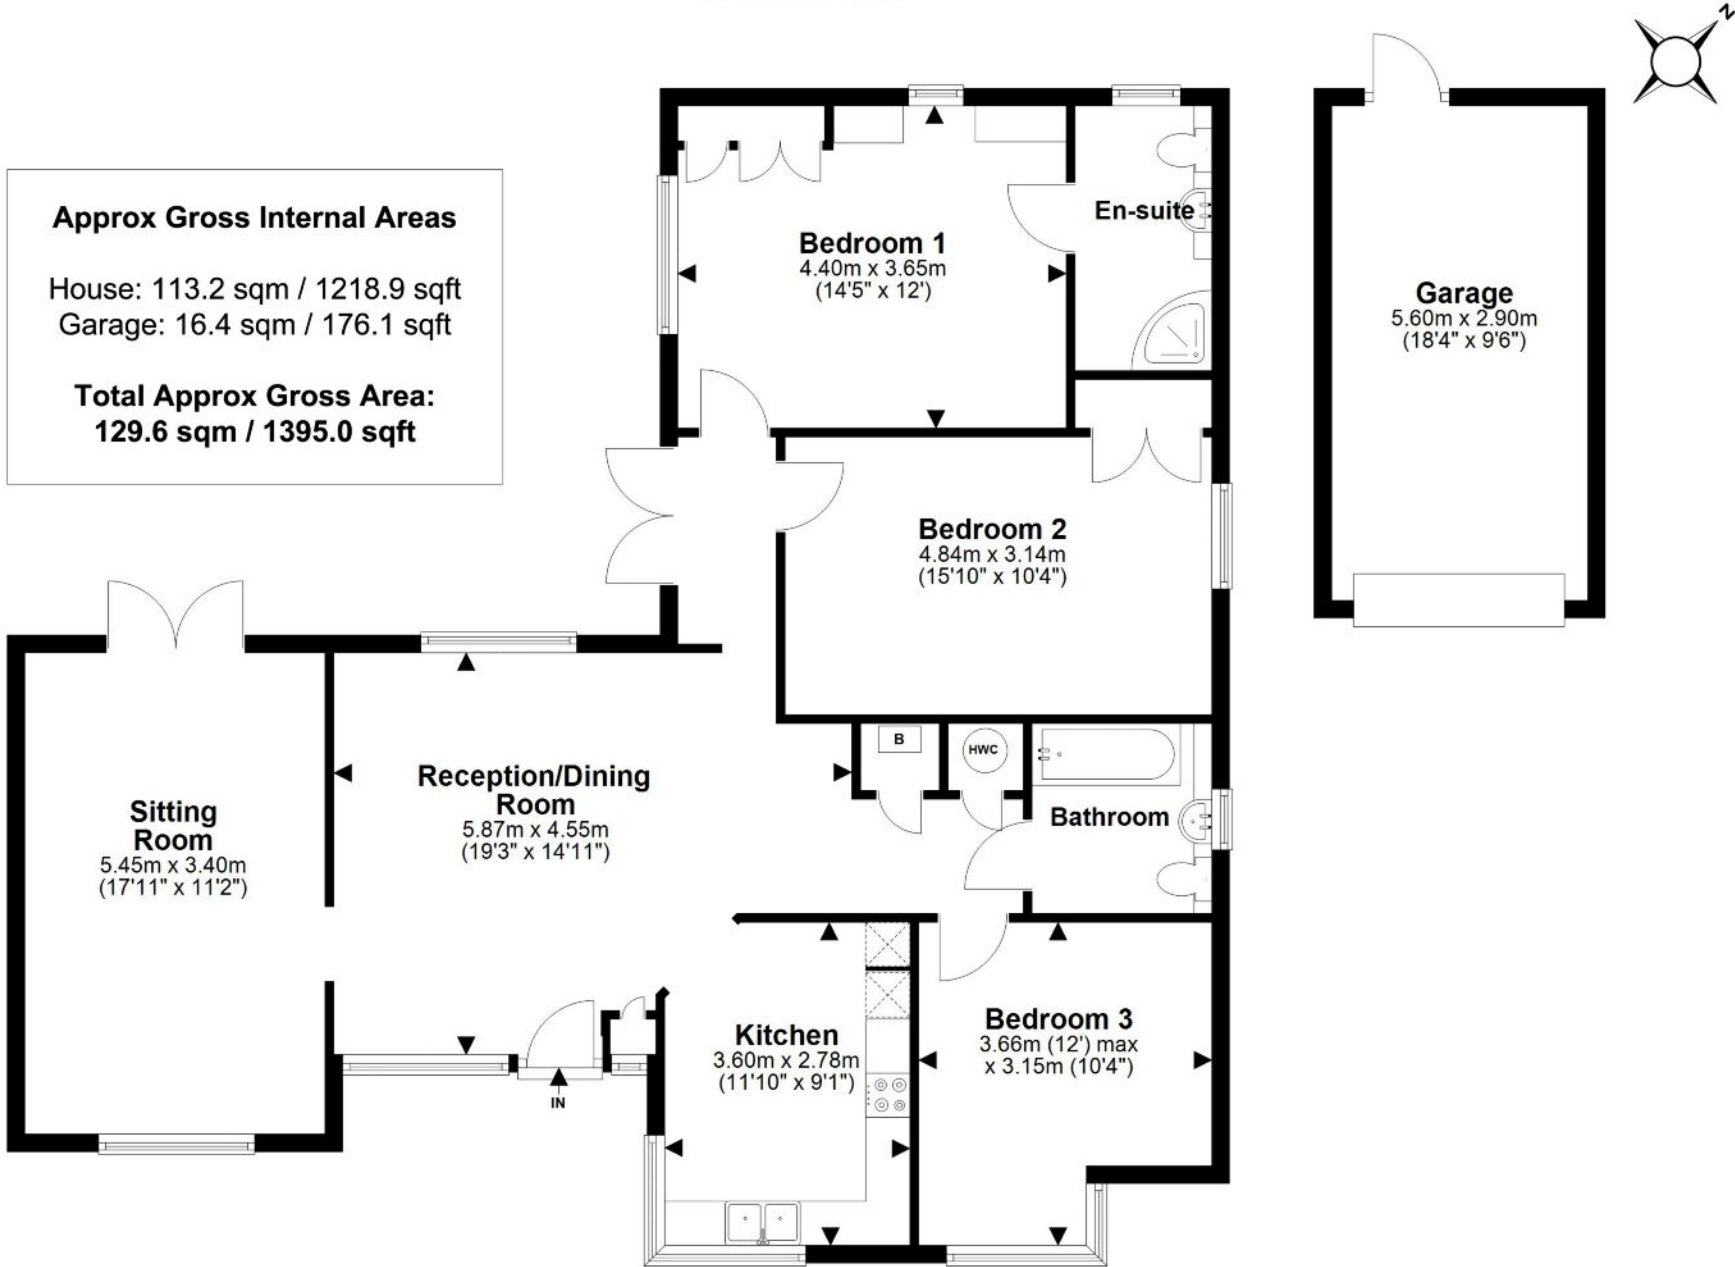 N
Approx Gross Internal Areas
House: 113.2 sqm / 1218.9 sqft
Garage: 16.4 sqm / 176.1 sqft
Total Approx Gross Area:
129.6 sqm / 1395.0 sqft
Bedroom 1
4.40m x 3.65m
(14'5" x 12')
En-suite
Garage
5.60m x 2.90m
(18'4" x 9'6")
Bedroom 2
4.84m x 3.14m
(15'10" x 10'4")
B
HWC
Reception/Dining
Room
5.87m x 4.55m
(19'3" x 14'11")
Sitting
Room
5.45m x 3.40m
(17'11" x 11'2")
Bathroom
Kitchen
3.60m x 2.78m
(11'10" x 9'1")
Bedroom 3
3.66m (12') max
x 3.15m (10'4")
IN